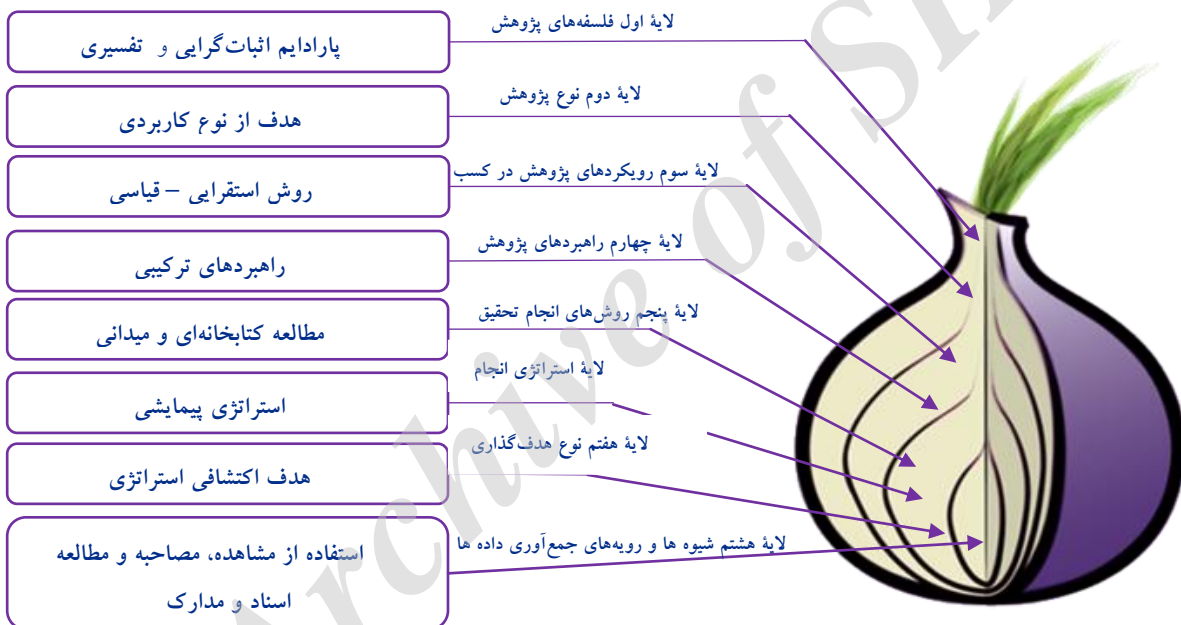 لایۀ اول فلسفه‌های پژوهش
پارادایم اثبات‌گرایی و تفسیری
لایۀ دوم نوع پژوهش
هدف از نوع کاربردی
لایۀ سوم رویکردهای پژوهش در کسب
روش استقرایی – قیاسی
لایۀ چهارم راهبردهای پژوهش
راهبردهای ترکیبی
لایۀ پنجم روش‌های انجام تحقیق
مطالعه کتابخانه‌ای و میدانی
لایۀ استراتژی انجام
استراتژی پیمایشی
لایۀ هفتم نوع هدف‌گذاری
هدف اکتشافی استراتژی
لایۀ هشتم شیوه ها و رویه‌های جمع‌آوری داده ها
استفاده از مشاهده، مصاحبه و مطالعه
اسناد و مدارک
Archive of SI